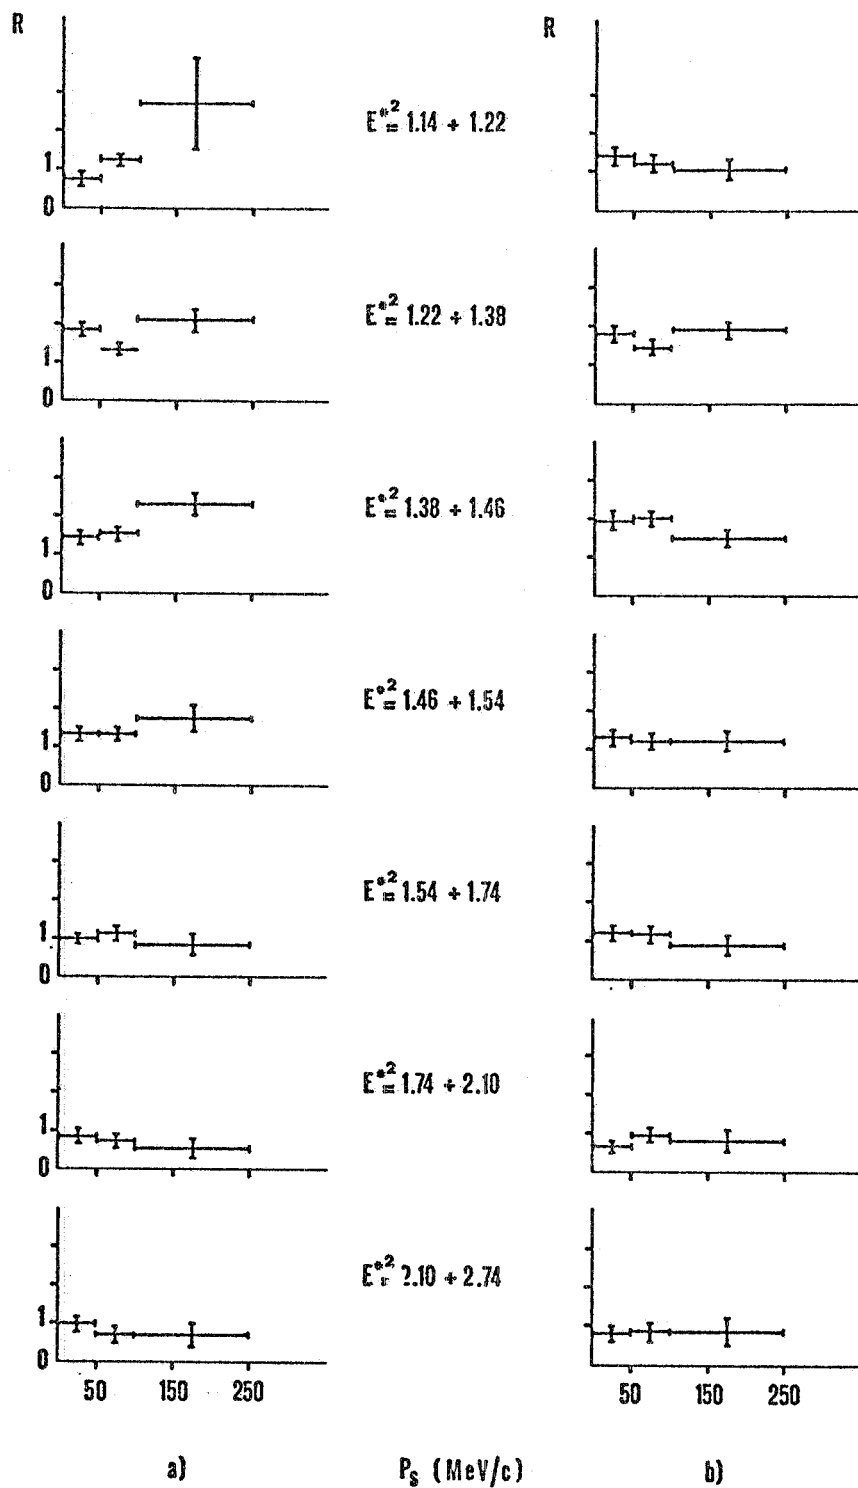 R R
E*² = 1.14 ÷ 1.22
1
0
E*² = 1.22 ÷ 1.38
1
0
E*² = 1.38 ÷ 1.46
1
0
E*² = 1.46 ÷ 1.54
1
0
E*² = 1.54 ÷ 1.74
1
0
E*² = 1.74 ÷ 2.10
1
0
E*² = 2.10 ÷ 2.74
1
0
50 150 250 50 150 250
a) Pₛ (MeV/c) b)